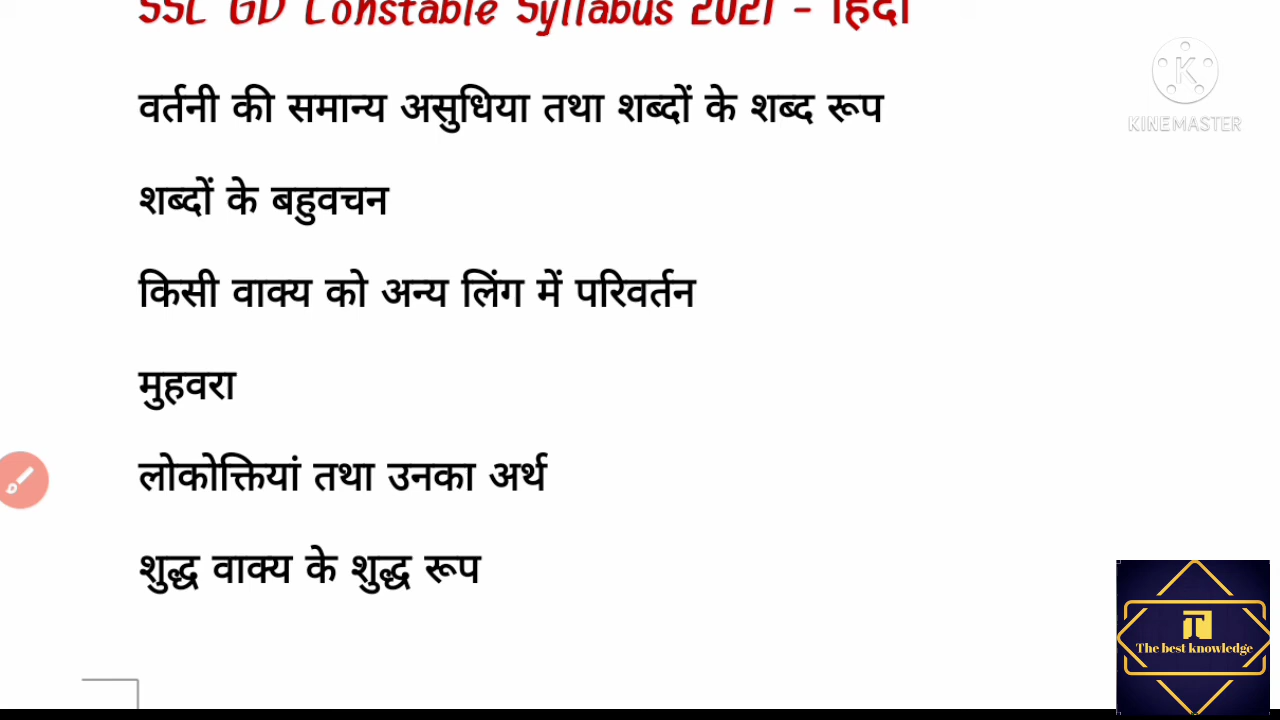 SSC GD Constable Syllabus 2021 - हिंदी
वर्तनी की समान्य असुधिया तथा शब्दों के शब्द रूप
शब्दों के बहुवचन
किसी वाक्य को अन्य लिंग में परिवर्तन
मुहवरा
लोकोक्तियां तथा उनका अर्थ
शुद्ध वाक्य के शुद्ध रूप
K
KINEMASTER
T
The best knowledge